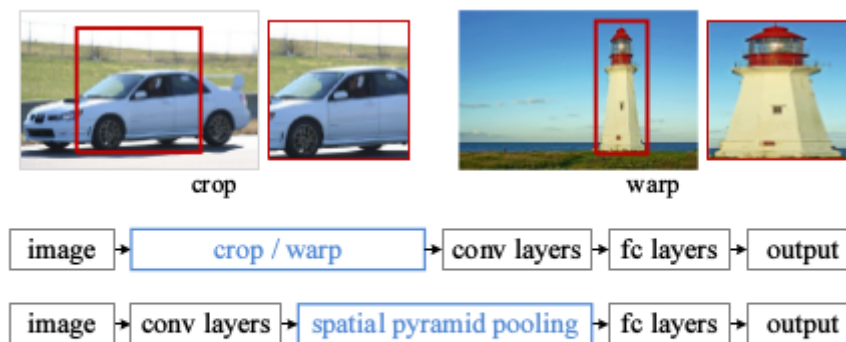 crop
warp
image crop / warp conv layers fc layers output
image conv layers spatial pyramid pooling fc layers output